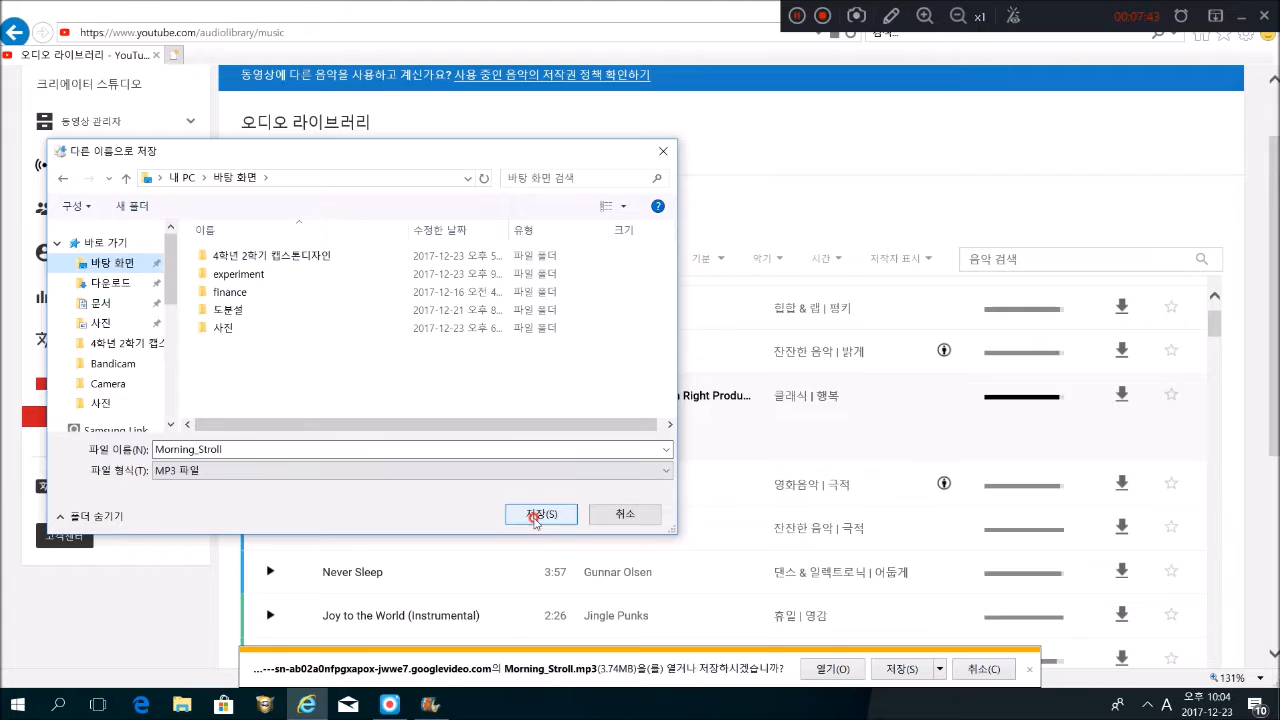 x1
00:07:43
https://www.youtube.com/audiolibrary/music
검색...
오디오 라이브러리 - YouTu...
크리에이터 스튜디오
동영상에 다른 음악을 사용하고 계신가요? 사용 중인 음악의 저작권 정책 확인하기
동영상 관리자
오디오 라이브러리
다른 이름으로 저장
내 PC
바탕 화면
바탕 화면 검색
구성
새 폴더
이름
수정한 날짜
유형
크기
바로 가기
바탕 화면
다운로드
문서
사진
4학년 2학기 캡스
Bandicam
Camera
사진
Samsung Link
4학년 2학기 캡스톤디자인 2017-12-23 오후 5... 파일 폴더
experiment 2017-12-23 오후 9... 파일 폴더
finance 2017-12-16 오전 4... 파일 폴더
도분설 2017-12-21 오후 8... 파일 폴더
사진 2017-12-23 오후 6... 파일 폴더
파일 이름(N): Morning_Stroll
파일 형식(T): MP3 파일
폴더 숨기기
저장(S)
취소
고객센터
기분 악기 시간 저작자 표시 음악 검색
힙합 & 랩 | 펑키
잔잔한 음악 | 밝게
n Right Produ... 클래식 | 행복
영화음악 | 극적
잔잔한 음악 | 극적
Never Sleep 3:57 Gunnar Olsen 댄스 & 일렉트로닉 | 어둡게
Joy to the World (Instrumental) 2:26 Jingle Punks 휴일 | 영감
...---sn-ab02a0nfpgxapox-jwwe7.googlevideo.com의 Morning_Stroll.mp3(3.74MB)을(를) 열거나 저장하시겠습니까? 열기(O) 저장(S) 취소(C)
131%
A
오후 10:04
2017-12-23
10